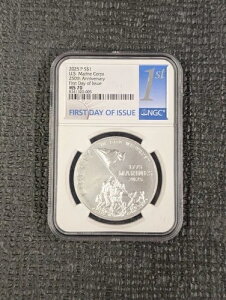 2025 P S$1
U.S. Marine Corps
250th Anniversary
First Day of Issue
MS 70
1st
FIRST DAY OF ISSUE
NGC
1775
MARINES
2025